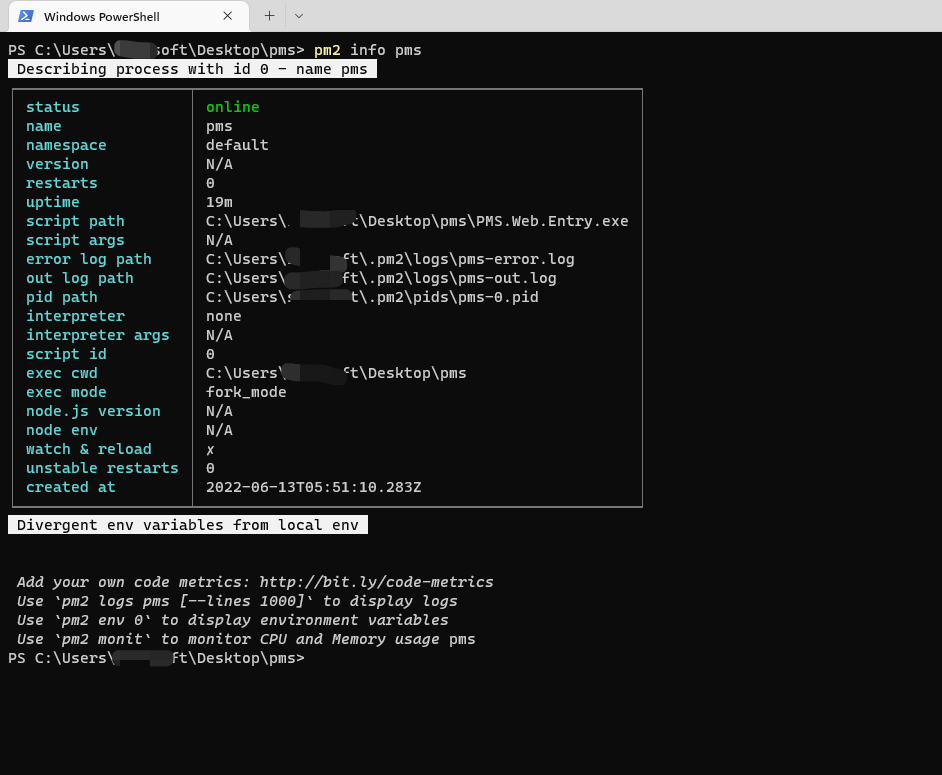 Windows PowerShell
PS C:\Users\ soft\Desktop\pms> pm2 info pms
Describing process with id 0 - name pms
status online
name pms
namespace default
version N/A
restarts 0
uptime 19m
script path C:\Users\ t\Desktop\pms\PMS.Web.Entry.exe
script args N/A
error log path C:\Users\ ft\.pm2\logs\pms-error.log
out log path C:\Users\ ft\.pm2\logs\pms-out.log
pid path C:\Users\s t\.pm2\pids\pms-0.pid
interpreter none
interpreter args N/A
script id 0
exec cwd C:\Users\ ft\Desktop\pms
exec mode fork_mode
node.js version N/A
node env N/A
watch & reload ✗
unstable restarts 0
created at 2022-06-13T05:51:10.283Z
Divergent env variables from local env
Add your own code metrics: http://bit.ly/code-metrics
Use `pm2 logs pms [--lines 1000]` to display logs
Use `pm2 env 0` to display environment variables
Use `pm2 monit` to monitor CPU and Memory usage pms
PS C:\Users\ ft\Desktop\pms>